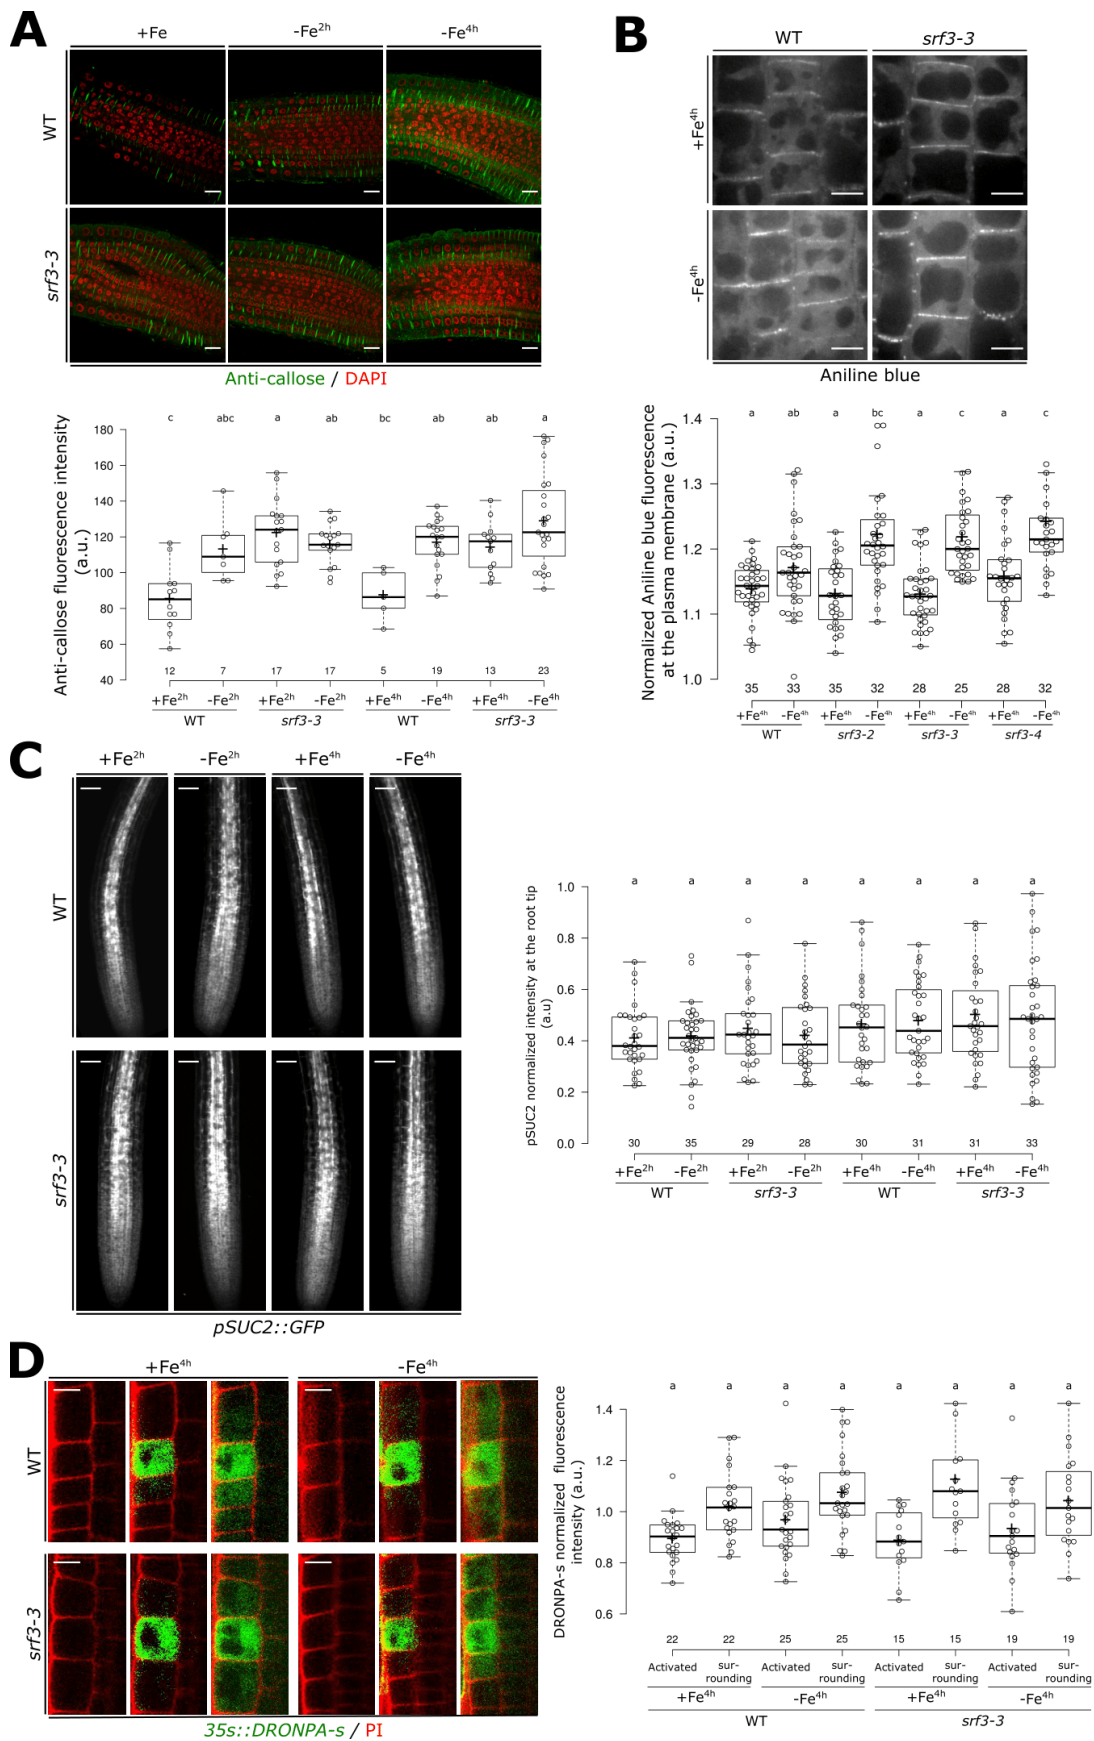 A
+Fe
-Fe2h
-Fe4h
WT
srf3-3
Anti-callose / DAPI
Anti-callose fluorescence intensity
(a.u.)
180
160
140
120
100
80
60
40
c abc a ab bc ab ab a
12 7 17 17 5 19 13 23
+Fe2h -Fe2h +Fe2h -Fe2h +Fe4h -Fe4h +Fe4h -Fe4h
WT srf3-3 WT srf3-3
B
WT srf3-3
+Fe4h
-Fe4h
Aniline blue
Normalized Aniline blue fluorescence
at the plasma membrane (a.u.)
1.4
1.3
1.2
1.1
1.0
a ab a bc a c a c
35 33 35 32 28 25 28 32
+Fe4h -Fe4h +Fe4h -Fe4h +Fe4h -Fe4h +Fe4h -Fe4h
WT srf3-2 srf3-3 srf3-4
C
+Fe2h -Fe2h +Fe4h -Fe4h
WT
srf3-3
pSUC2::GFP
pSUC2 normalized intensity at the root tip
(a.u)
1.0
0.8
0.6
0.4
0.2
0.0
a a a a a a a a
30 35 29 28 30 31 31 33
+Fe2h -Fe2h +Fe2h -Fe2h +Fe4h -Fe4h +Fe4h -Fe4h
WT srf3-3 WT srf3-3
D
+Fe4h -Fe4h
WT
srf3-3
35s::DRONPA-s / PI
DRONPA-s normalized fluorescence
intensity (a.u.)
1.4
1.2
1.0
0.8
0.6
a a a a a a a a
22 22 25 25 15 15 19 19
Activated sur- Activated sur- Activated sur- Activated sur-
rounding rounding rounding rounding
+Fe4h -Fe4h +Fe4h -Fe4h
WT srf3-3